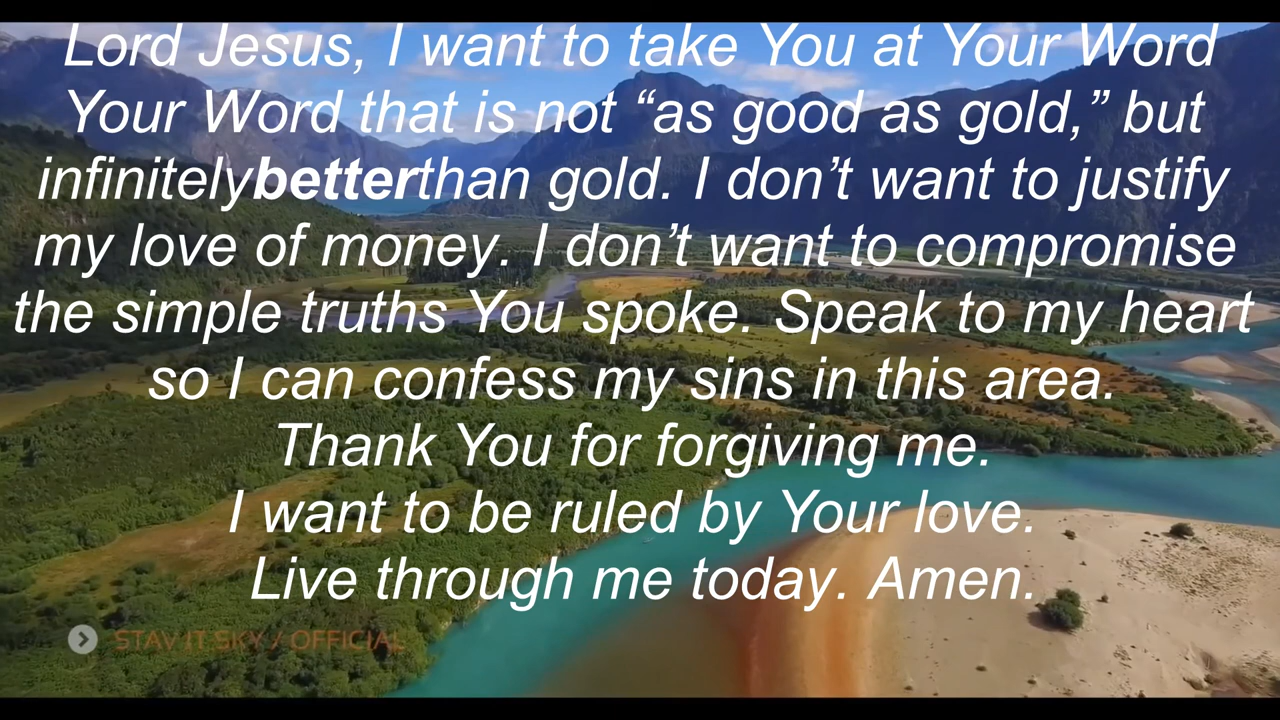 Lord Jesus, I want to take You at Your Word
Your Word that is not “as good as gold,” but
infinitelybetterthan gold. I don’t want to justify
my love of money. I don’t want to compromise
the simple truths You spoke. Speak to my heart
so I can confess my sins in this area.
Thank You for forgiving me.
I want to be ruled by Your love.
Live through me today. Amen.
STAV IT SKY / OFFICIAL